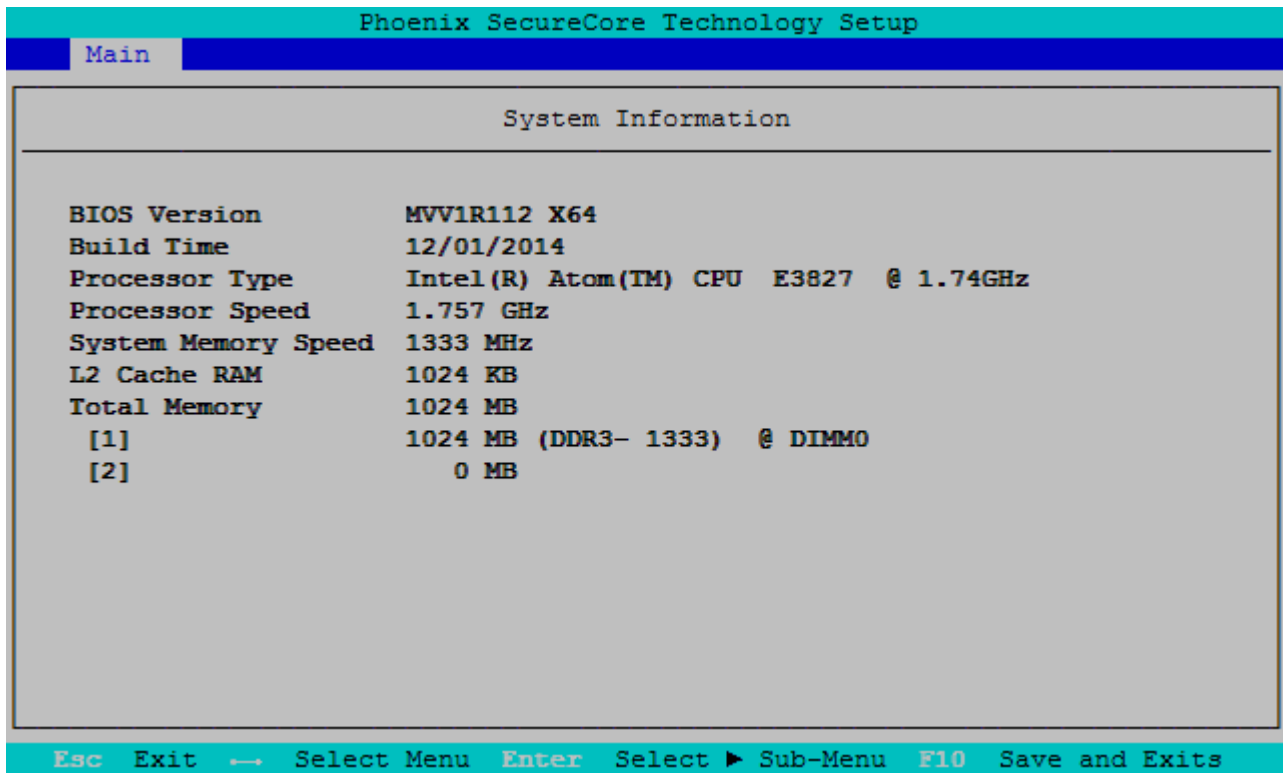 Phoenix SecureCore Technology Setup
Main
System Information
BIOS Version MVV1R112 X64
Build Time 12/01/2014
Processor Type Intel(R) Atom(TM) CPU E3827 @ 1.74GHz
Processor Speed 1.757 GHz
System Memory Speed 1333 MHz
L2 Cache RAM 1024 KB
Total Memory 1024 MB
[1] 1024 MB (DDR3- 1333) @ DIMM0
[2] 0 MB
Esc Exit ←→ Select Menu Enter Select ▶ Sub-Menu F10 Save and Exits